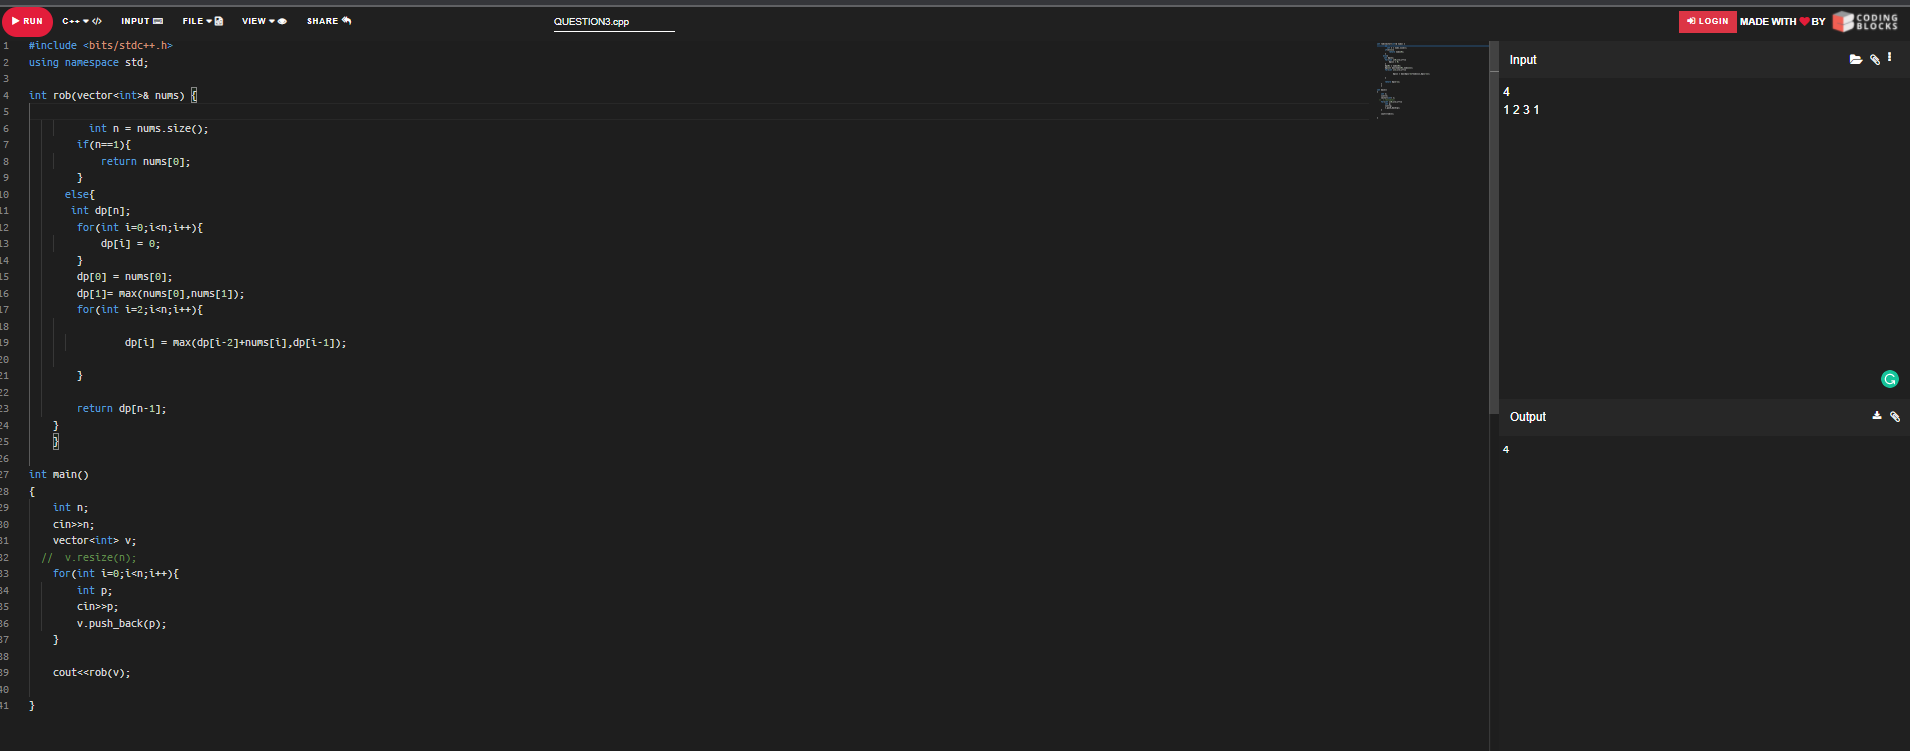 RUN C++ </> INPUT FILE VIEW SHARE QUESTION3.cpp LOGIN MADE WITH BY CODING BLOCKS
1 #include <bits/stdc++.h>
2 using namespace std;
3
4 int rob(vector<int>& nums) {
5
6 int n = nums.size();
7 if(n==1){
8 return nums[0];
9 }
10 else{
11 int dp[n];
12 for(int i=0;i<n;i++){
13 dp[i] = 0;
14 }
15 dp[0] = nums[0];
16 dp[1]= max(nums[0],nums[1]);
17 for(int i=2;i<n;i++){
18
19 dp[i] = max(dp[i-2]+nums[i],dp[i-1]);
20
21 }
22
23 return dp[n-1];
24 }
25 }
26
27 int main()
28 {
29 int n;
30 cin>>n;
31 vector<int> v;
32 // v.resize(n);
33 for(int i=0;i<n;i++){
34 int p;
35 cin>>p;
36 v.push_back(p);
37 }
38
39 cout<<rob(v);
40
41 }
Input
4
1 2 3 1
Output
4